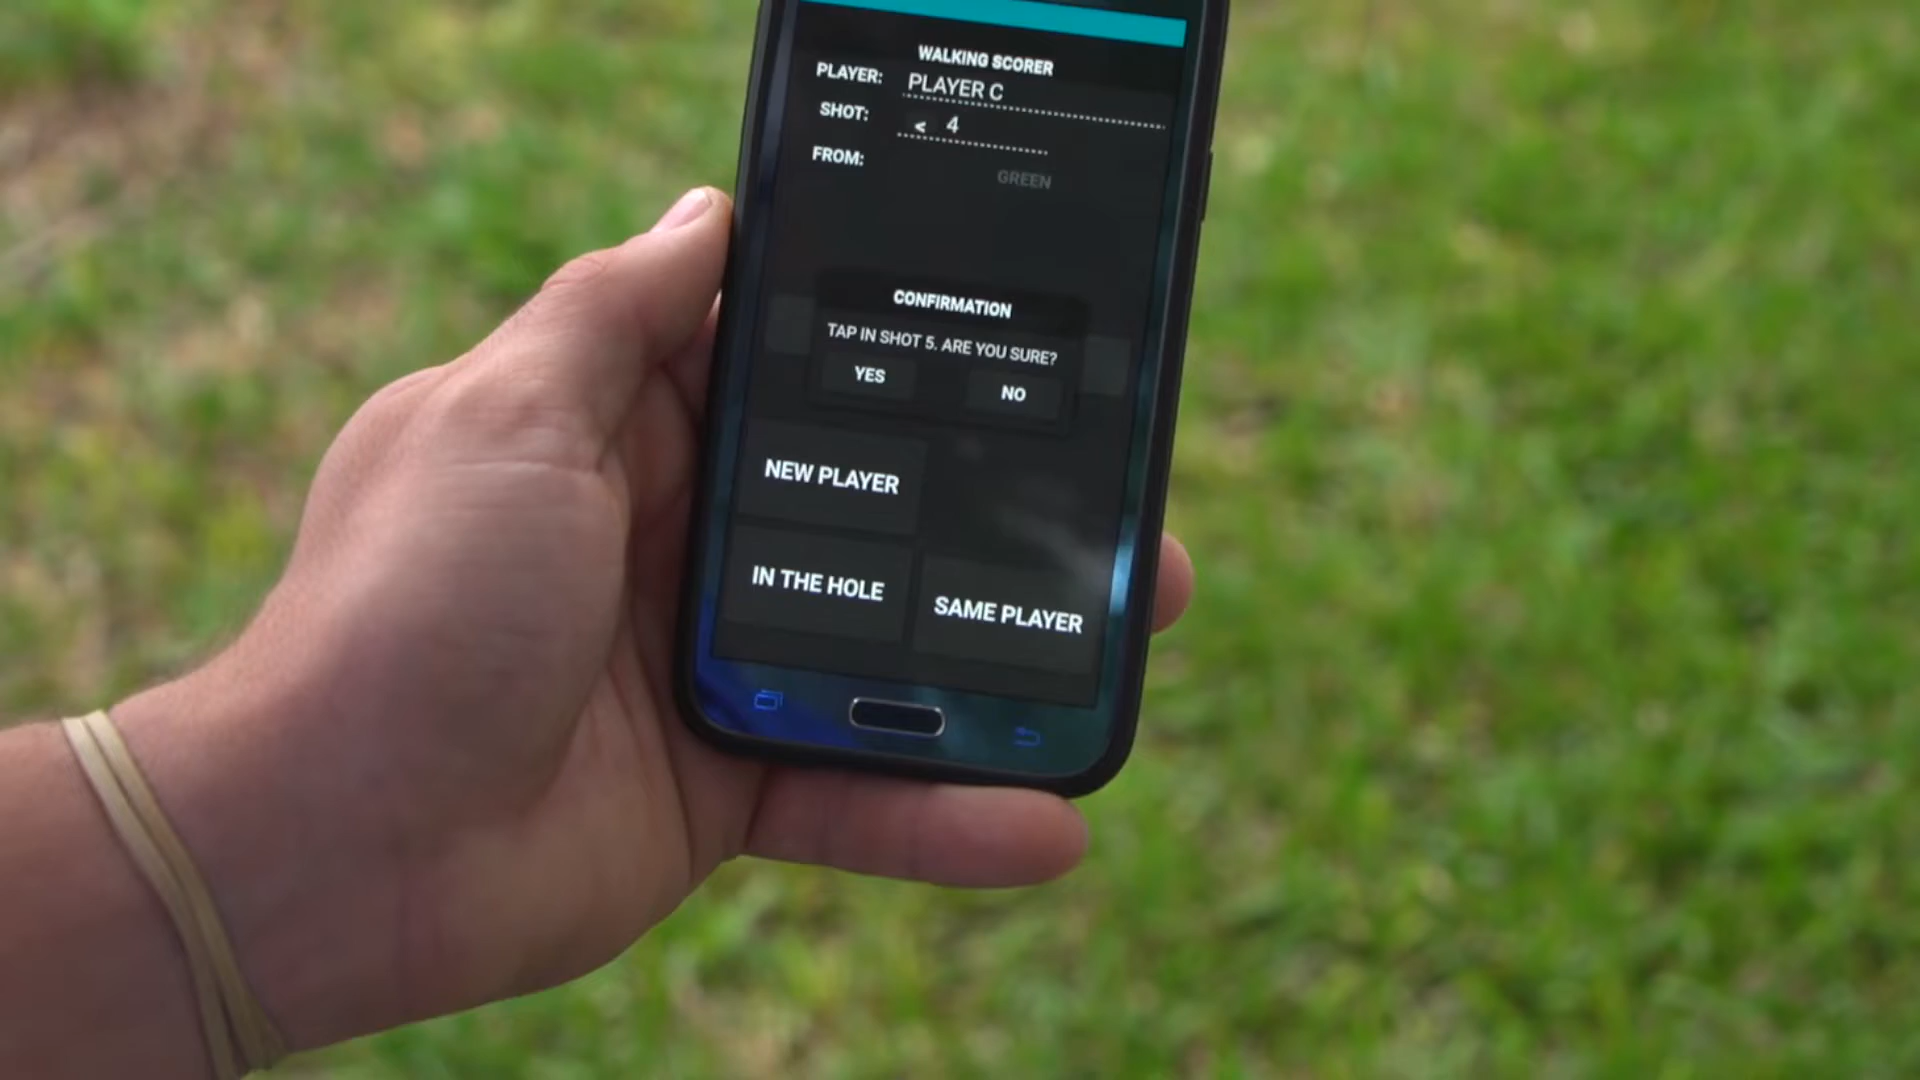 WALKING SCORER
PLAYER: PLAYER C
SHOT: < 4
FROM:
GREEN
CONFIRMATION
TAP IN SHOT 5. ARE YOU SURE?
YES NO
NEW PLAYER
IN THE HOLE SAME PLAYER